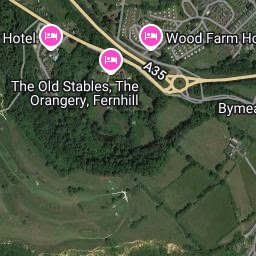 Hotel
Wood Farm Ho
The Old Stables, The
Orangery, Fernhill
A35
Bymea